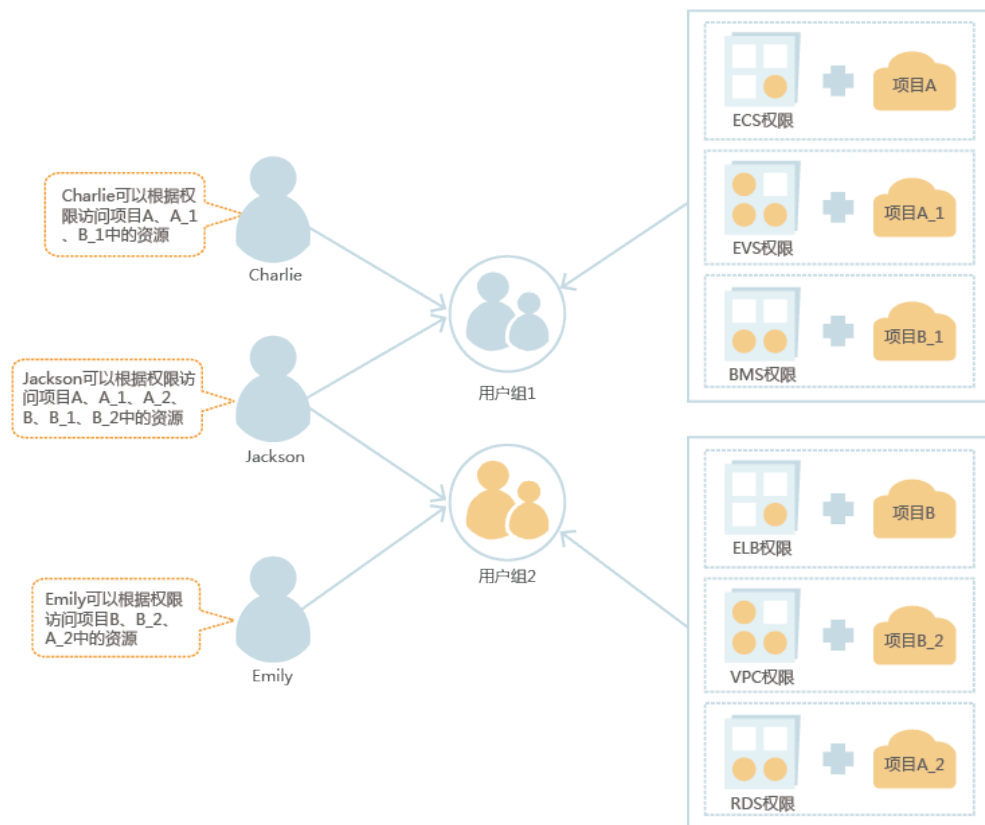 Charlie可以根据权
限访问项目A、A_1
、B_1中的资源
Charlie
Jackson可以根据权限访
问项目A、A_1、A_2、
B、B_1、B_2中的资源
Jackson
Emily可以根据权限
访问项目B、B_2、
A_2中的资源
Emily
用户组1
用户组2
ECS权限
项目A
EVS权限
项目A_1
BMS权限
项目B_1
ELB权限
项目B
VPC权限
项目B_2
RDS权限
项目A_2